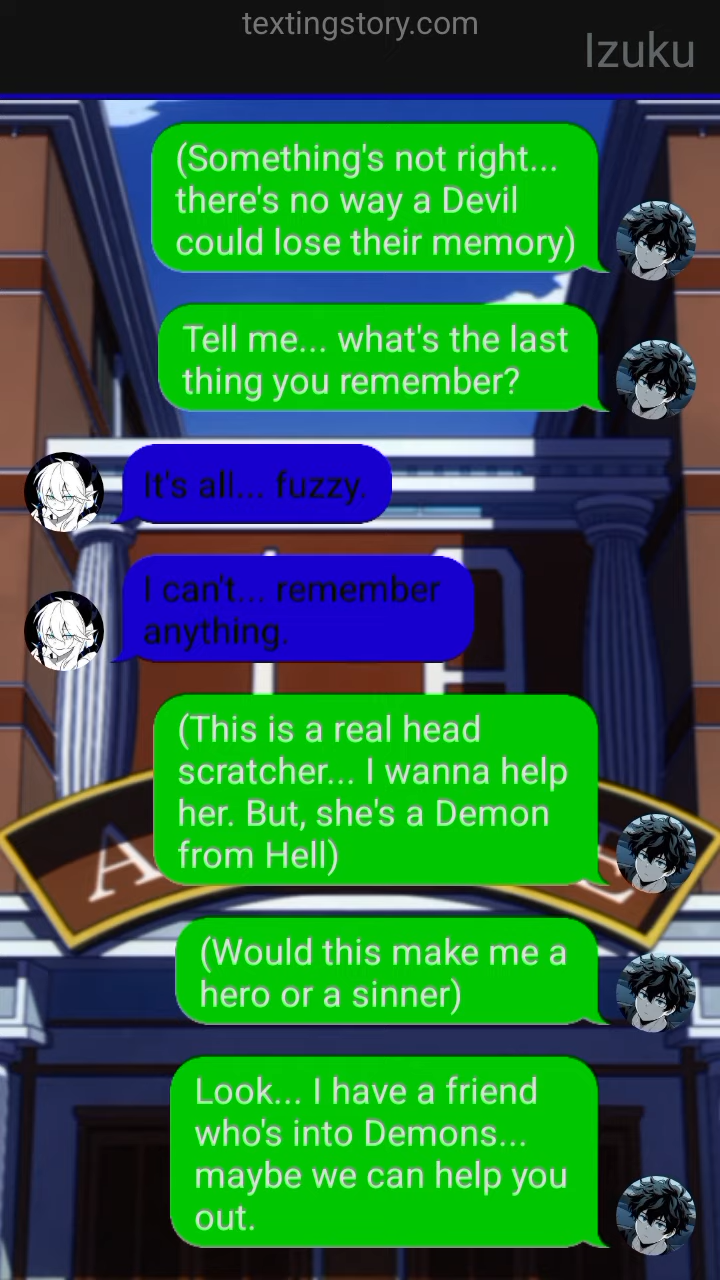 textingstory.com
Izuku
(Something's not right...
there's no way a Devil
could lose their memory)
Tell me... what's the last
thing you remember?
It's all... fuzzy.
I can't... remember
anything.
(This is a real head
scratcher... I wanna help
her. But, she's a Demon
from Hell)
(Would this make me a
hero or a sinner)
Look... I have a friend
who's into Demons...
maybe we can help you
out.